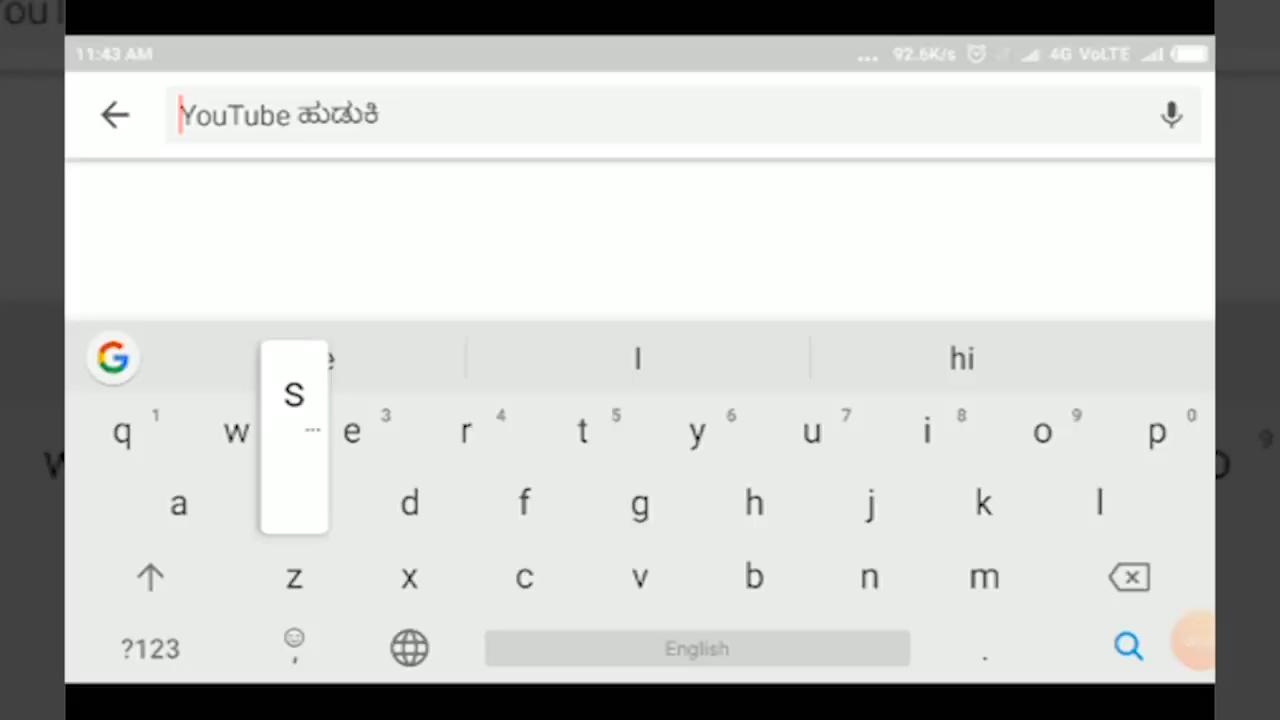 11:43 AM ... 92.6K/s 4G VoLTE
YouTube ಹುಡುಕಿ
I hi
q 1 w e 3 r 4 t 5 y 6 u 7 i 8 o 9 p 0
S
a d f g h j k l
z x c v b n m
?123 , English .